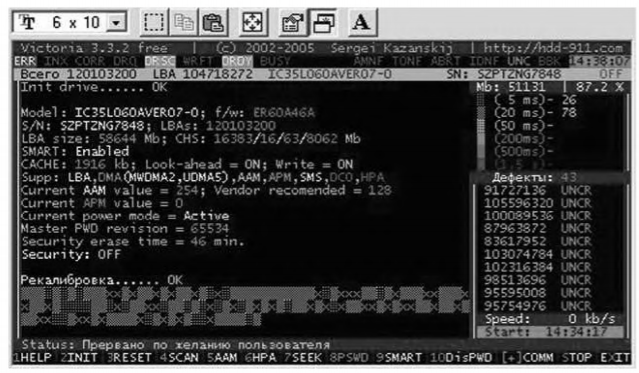 6 x 10 A
Victoria 3.3.2 free | (c) 2002-2005 Sergei Kazanskij | http://hdd-911.com
ERR INX CORR DRQ DRSC WRFT DRDY BUSY AMNF TONF ABRT IDNF UNC BBK 14:38:07
Всего 120103200 LBA 104718272 IC35L060AVER07-0 SN: SZPTZNG7848 OFF
Init drive...... OK
Mb: 51131 | 87.2 %
( 5 ms)- 26
(20 ms)- 78
(50 ms)-
(200ms)-
(500ms)-
Model: IC35L060AVER07-0; f/w: ER60A46A
S/N: SZPTZNG7848; LBAs: 120103200
LBA size: 58644 Mb; CHS: 16383/16/63/8062 Mb
SMART: Enabled
CACHE: 1916 kb; Look-ahead = ON; Write = ON
Supp: LBA,DMA(MWDMA2,UDMA5),AAM,APM,SMS,DCO,HPA
Current AAM value = 254; Vendor recomended = 128
Current APM value = 0
Current power mode = Active
Master PWD revision = 65534
Security erase time = 46 min.
Security: OFF
Рекалибровка...... OK
Дефекты: 43
91727136 UNCR
105596320 UNCR
100089536 UNCR
87963872 UNCR
83617952 UNCR
103074784 UNCR
102316384 UNCR
98513696 UNCR
95595008 UNCR
95754976 UNCR
Speed: 0 kb/s
Start: 14:34:17
Status: Прервано по желанию пользователя
1HELP 2INIT 3RESET 4SCAN 5AAM 6HPA 7SEEK 8PSWD 9SMART 10DisPWD [+]COMM STOP EXIT